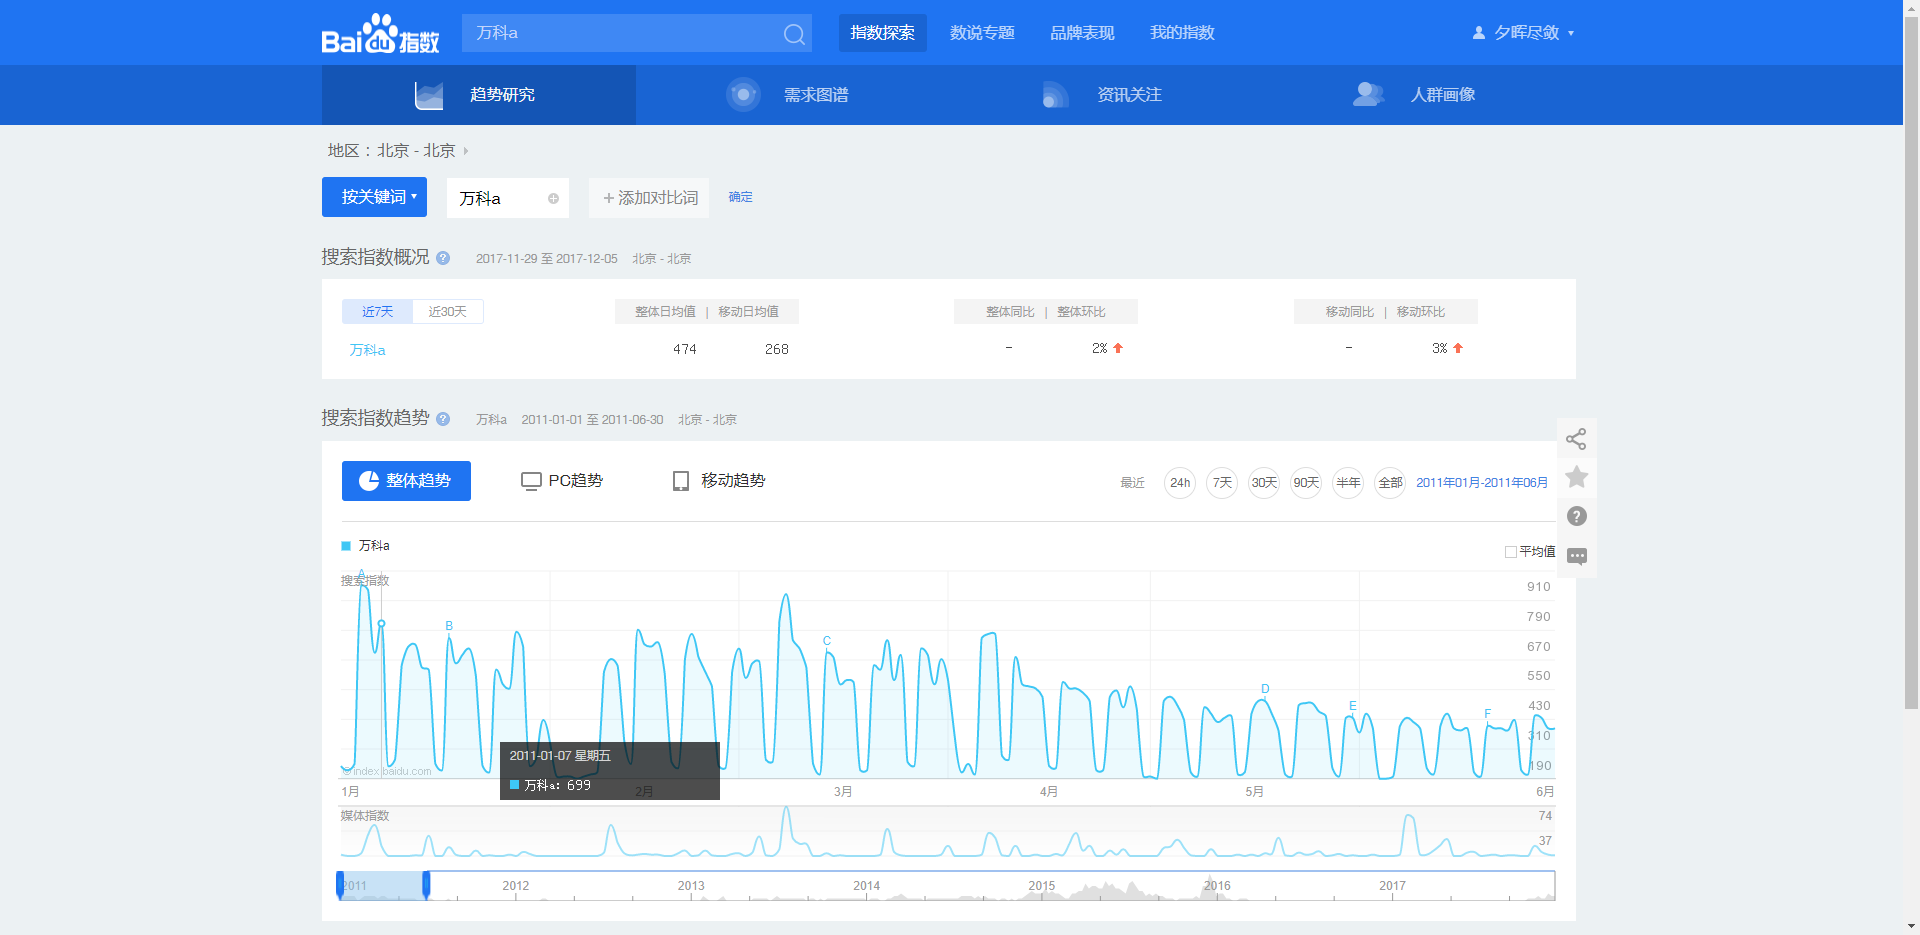 Bai du 指数
万科a
指数探索 数说专题 品牌表现 我的指数
夕晖尽敛
趋势研究 需求图谱 资讯关注 人群画像
地区： 北京 - 北京
按关键词 万科a + 添加对比词 确定
搜索指数概况 ? 2017-11-29 至 2017-12-05 北京 - 北京
近7天 近30天 整体日均值 | 移动日均值 整体同比 | 整体环比 移动同比 | 移动环比
万科a 474 268 - 2% - 3%
搜索指数趋势 ? 万科a 2011-01-01 至 2011-06-30 北京 - 北京
整体趋势 PC趋势 移动趋势 最近 24h 7天 30天 90天 半年 全部 2011年01月-2011年06月
万科a
平均值
搜索指数
A
B
C
D
E
F
910
790
670
550
430
310
190
©index.baidu.com
2011-01-07 星期五
万科a: 699
1月 2月 3月 4月 5月 6月
媒体指数
74
37
2011 2012 2013 2014 2015 2016 2017